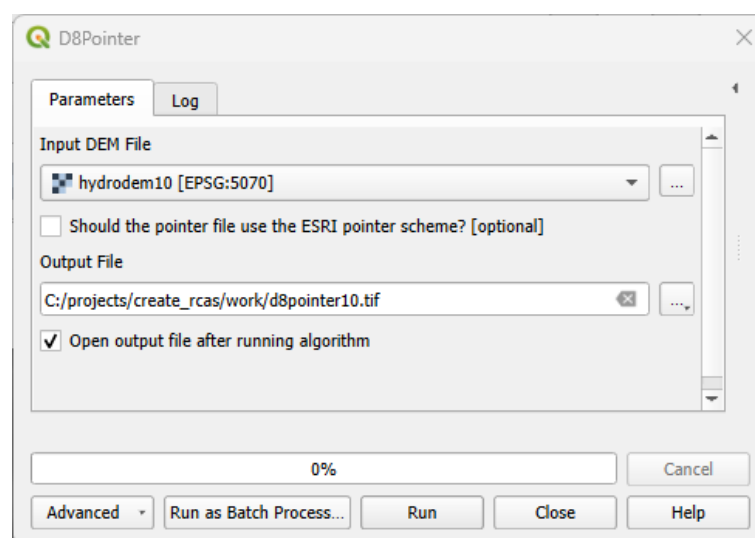 D8Pointer
Parameters
Log
Input DEM File
hydrodem10 [EPSG:5070]
...
Should the pointer file use the ESRI pointer scheme? [optional]
Output File
C:/projects/create_rcas/work/d8pointer10.tif
...
Open output file after running algorithm
0%
Cancel
Advanced
Run as Batch Process...
Run
Close
Help